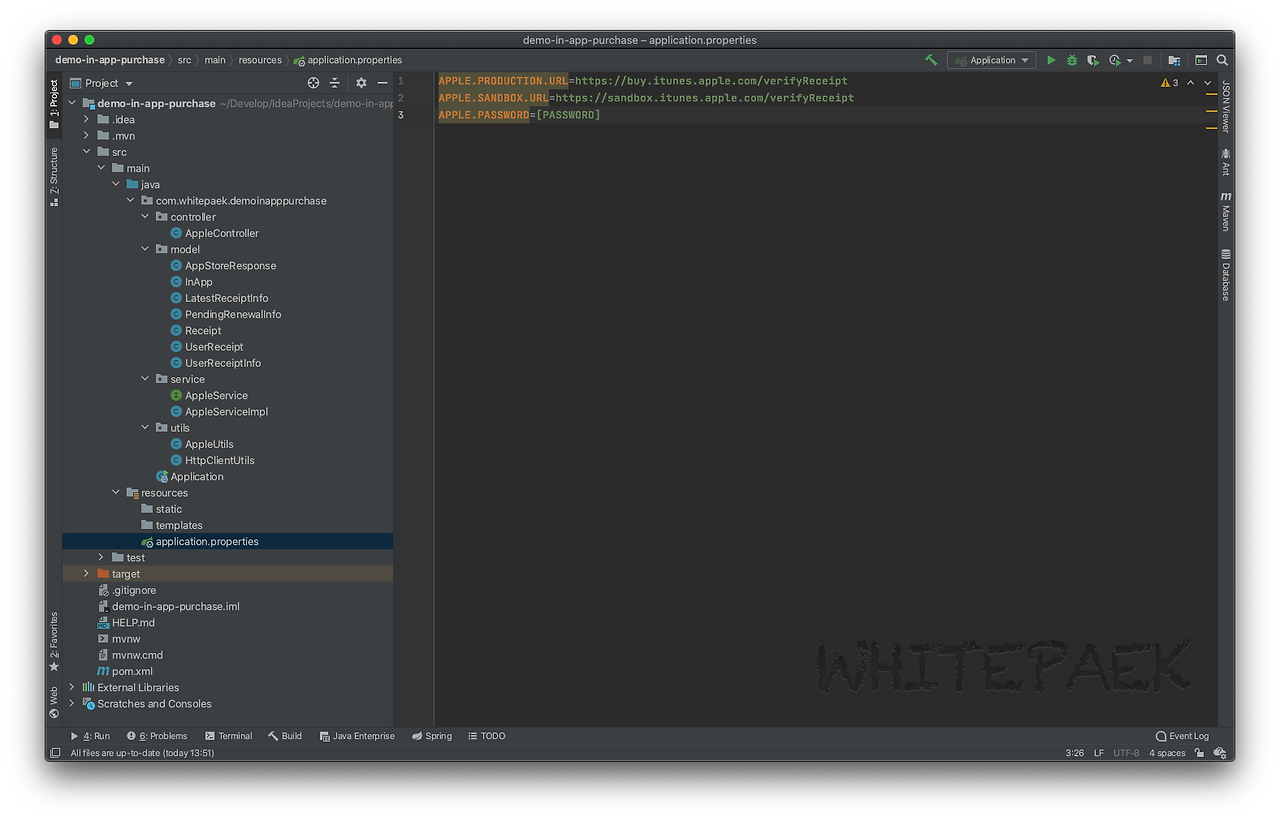 demo-in-app-purchase – application.properties
demo-in-app-purchase src main resources application.properties
Application
Project
demo-in-app-purchase ~/Develop/IdeaProjects/demo-in-app
.idea
.mvn
src
main
java
com.whitepaek.demoinapppurchase
controller
AppleController
model
AppStoreResponse
InApp
LatestReceiptInfo
PendingRenewalInfo
Receipt
UserReceipt
UserReceiptInfo
service
AppleService
AppleServiceImpl
utils
AppleUtils
HttpClientUtils
Application
resources
static
templates
application.properties
test
target
.gitignore
demo-in-app-purchase.iml
HELP.md
mvnw
mvnw.cmd
pom.xml
External Libraries
Scratches and Consoles
1: Project
Z: Structure
2: Favorites
Web
1 APPLE.PRODUCTION.URL=https://buy.itunes.apple.com/verifyReceipt
2 APPLE.SANDBOX.URL=https://sandbox.itunes.apple.com/verifyReceipt
3 APPLE.PASSWORD=[PASSWORD]
3
JSON Viewer
Ant
Maven
Database
WHITEPAEK
4: Run 6: Problems Terminal Build Java Enterprise Spring TODO Event Log
All files are up-to-date (today 13:51) 3:26 LF UTF-8 4 spaces